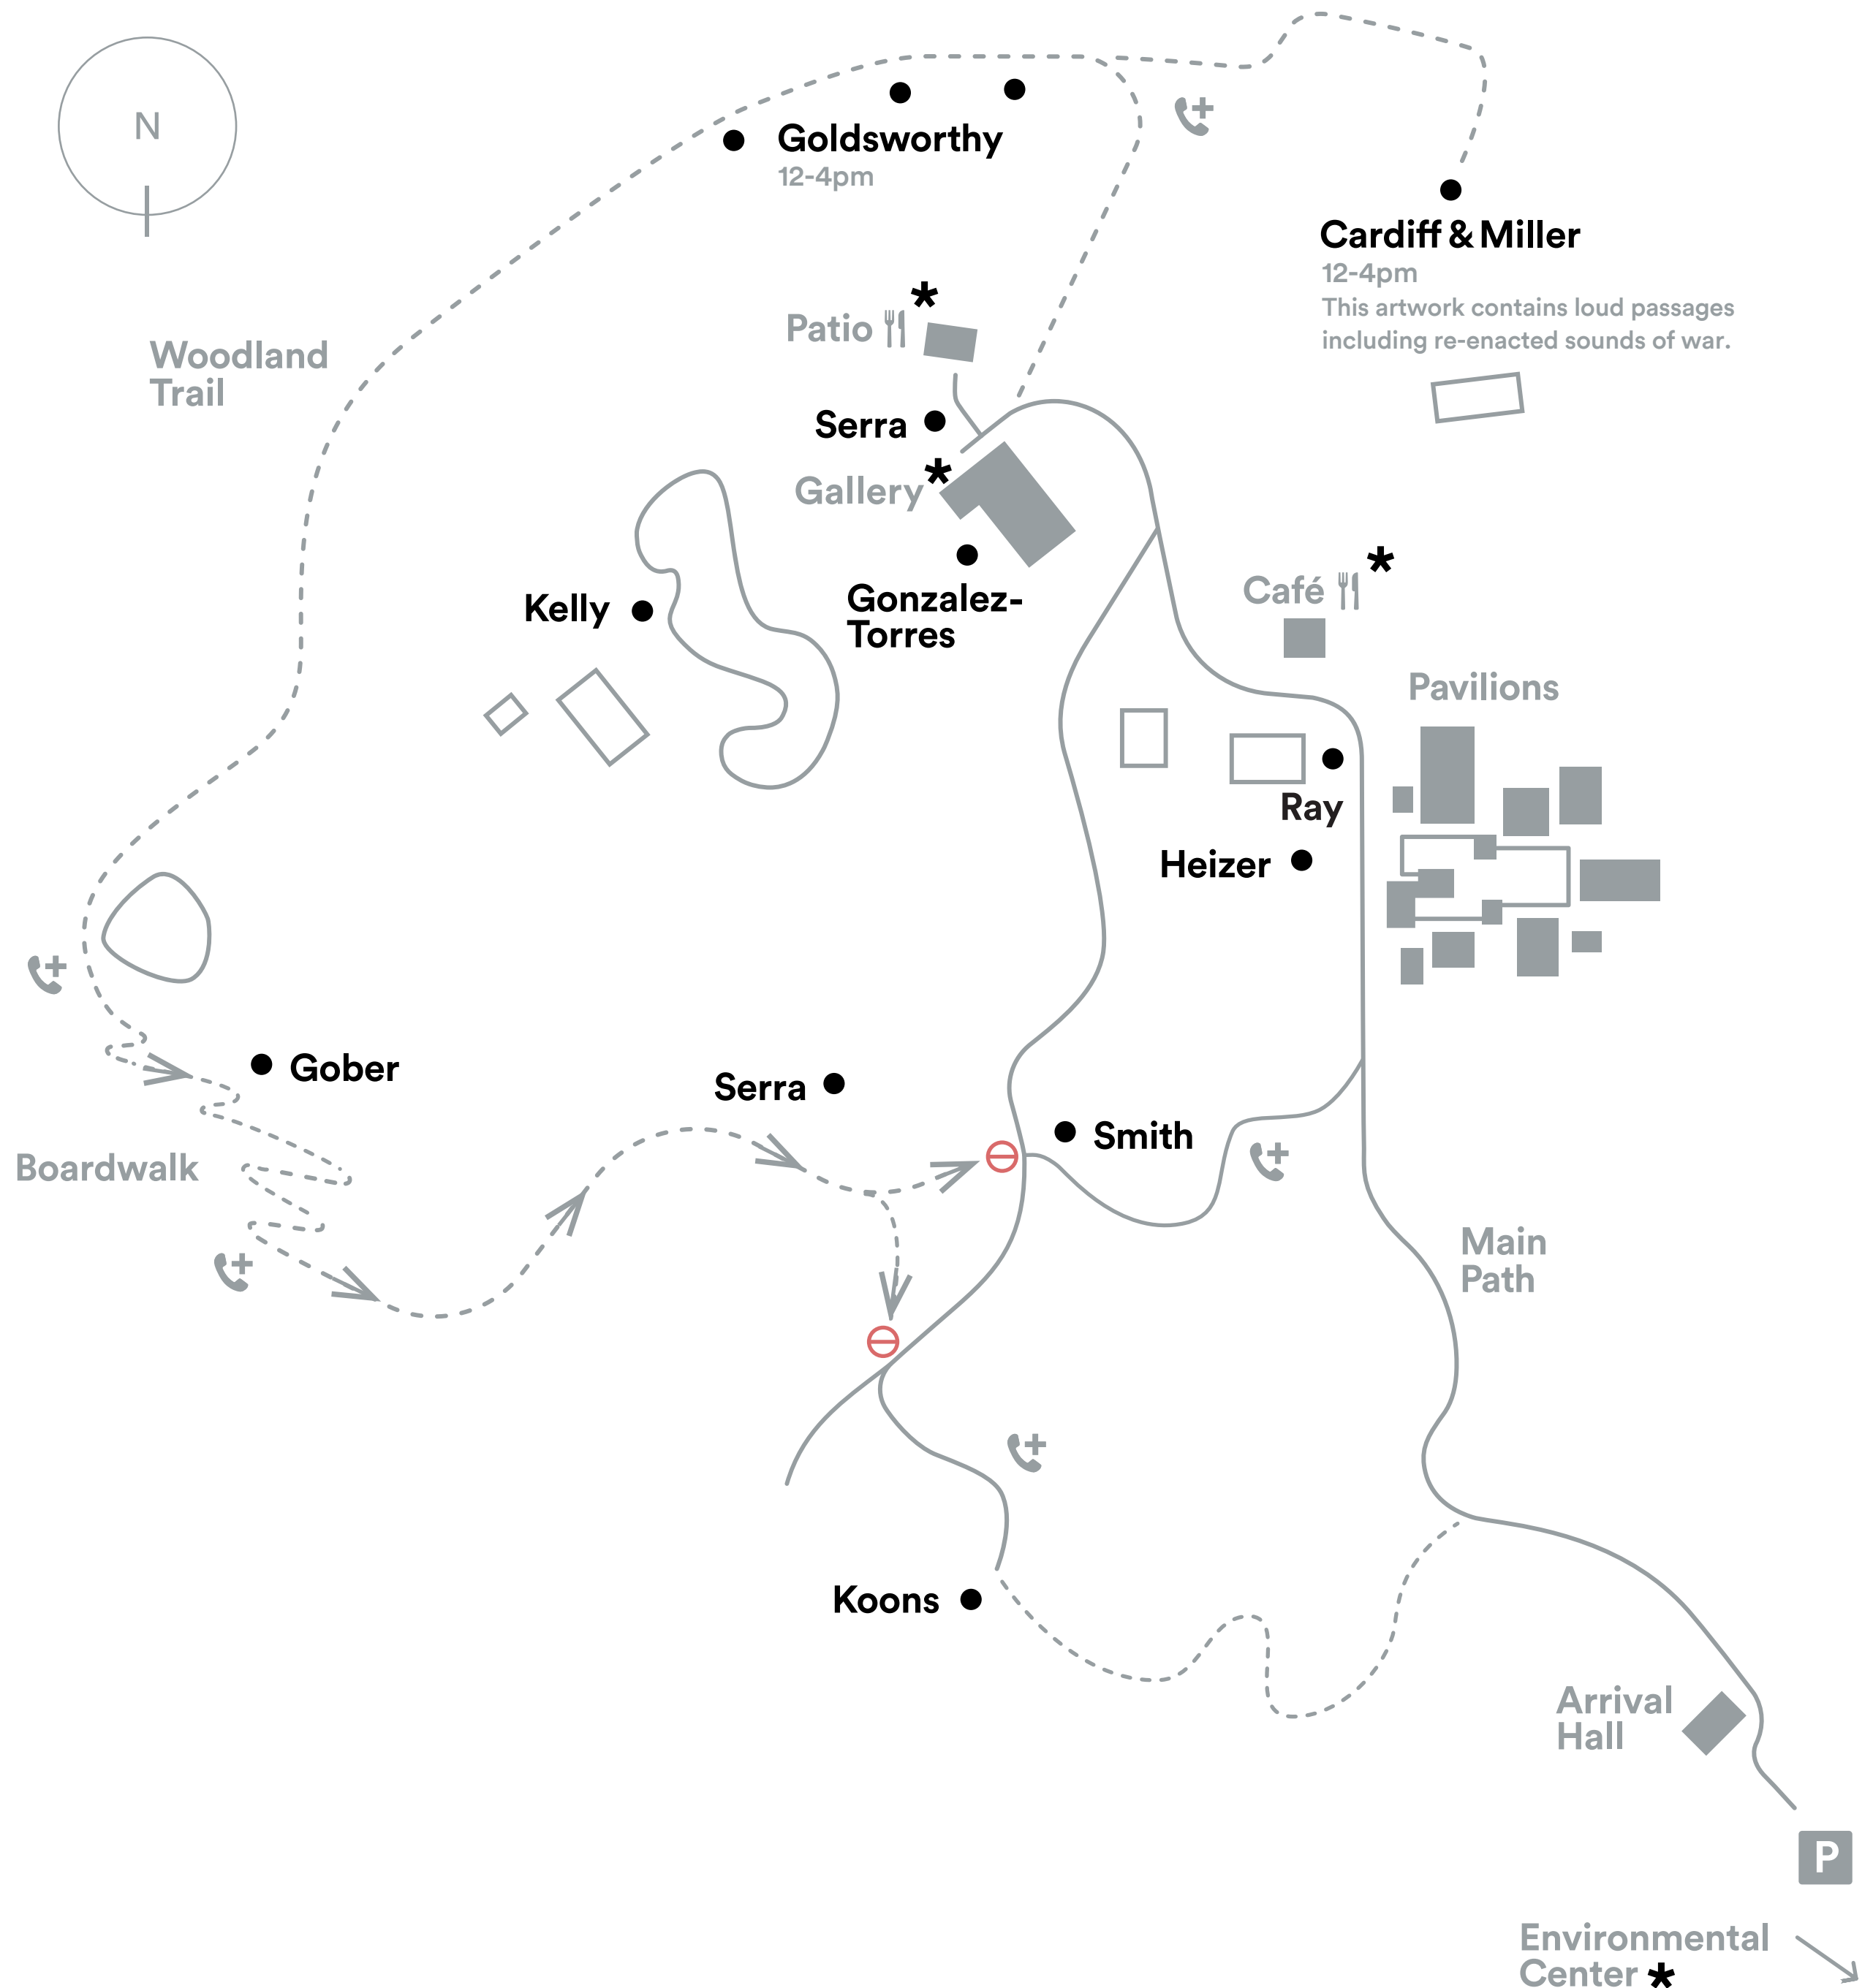 N
Goldsworthy
12-4pm
Cardiff & Miller
12-4pm
This artwork contains loud passages
including re-enacted sounds of war.
Patio
*
Woodland
Trail
Serra
Gallery*
Gonzalez-
Torres
Kelly
Café
*
Pavilions
Ray
Heizer
Gober
Serra
Smith
Boardwalk
Main
Path
Koons
Arrival
Hall
P
Environmental
Center *